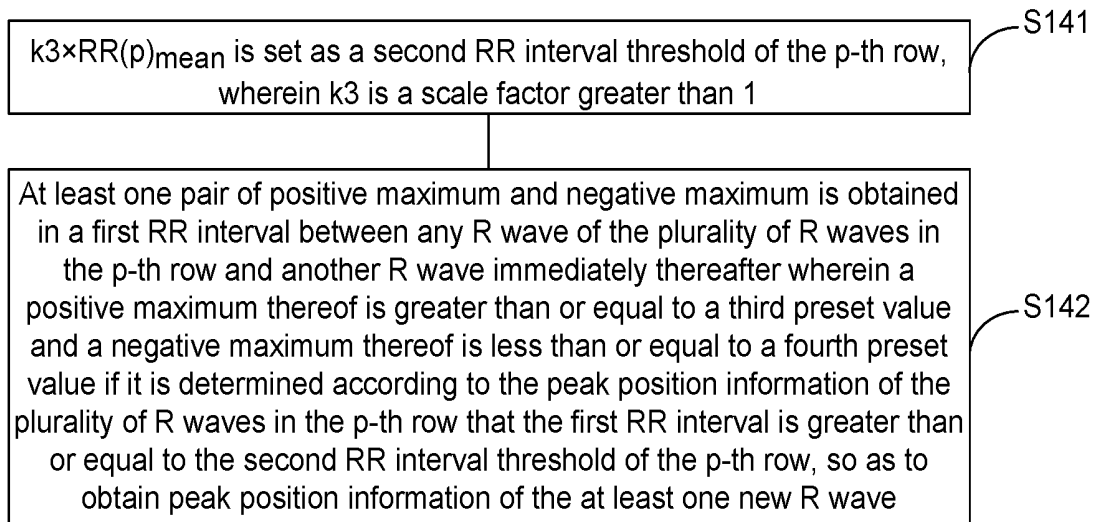 k3×RR(p)mean is set as a second RR interval threshold of the p-th row,
wherein k3 is a scale factor greater than 1
S141
At least one pair of positive maximum and negative maximum is obtained
in a first RR interval between any R wave of the plurality of R waves in
the p-th row and another R wave immediately thereafter wherein a
positive maximum thereof is greater than or equal to a third preset value
and a negative maximum thereof is less than or equal to a fourth preset
value if it is determined according to the peak position information of the
plurality of R waves in the p-th row that the first RR interval is greater than
or equal to the second RR interval threshold of the p-th row, so as to
obtain peak position information of the at least one new R wave
S142